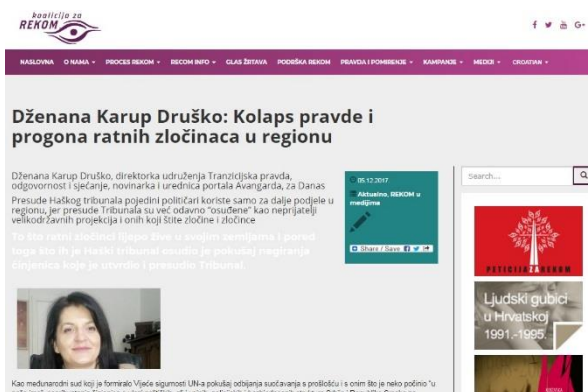 koalicija za
REKOM
G+
NASLOVNA O NAMA PROCES REKOM RECOM INFO GLAS ŽRTAVA PODRŠKA REKOM PRAVDA I POMIRENJE KAMPANJE MEDIJI CROATIAN
Dženana Karup Druško: Kolaps pravde i
progona ratnih zločinaca u regionu
Dženana Karup Druško, direktorka udruženja Tranzicijska pravda,
odgovornost i sjećanje, novinarka i urednica portala Avangarda, za Danas
Presude Haškog tribunala pojedini političari koriste samo za dalje podjele u
regionu, jer presude Tribunala su već odavno "osuđene" kao neprijatelji
velikodržavnih projekcija i onih koji štite zločine i zločince
To što ratni zločinci lijepo žive u svojim zemljama i pored
toga što ih je Haški tribunal osudio je pokušaj negiranja
činjenica koje je utvrdio i presudio Tribunal
05.12.2017.
Aktualno, REKOM u
medijima
Share / Save
Search...
PETICIJA ZA REKOM
Ljudski gubici
u Hrvatskoj
1991.-1995.
Kao međunarodni sud koji je formiralo Vijeće sigurnosti UN-a pokušaj odbijanja suočavanja s prošlošću i s onim što je neko počinio "u